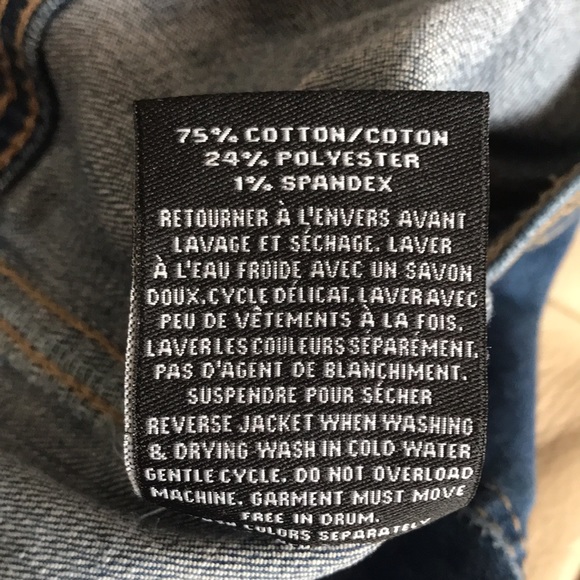 75% COTTON/COTON
24% POLYESTER
1% SPANDEX
RETOURNER À L'ENVERS AVANT
LAVAGE ET SÉCHAGE. LAVER
À L'EAU FROIDE AVEC UN SAVON
DOUX.CYCLE DÉLICAT.LAVER AVEC
PEU DE VÊTEMENTS À LA FOIS.
LAVER LES COULEURS SEPARÉMENT.
PAS D'AGENT DE BLANCHIMENT.
SUSPENDRE POUR SÉCHER
REVERSE JACKET WHEN WASHING
& DRYING WASH IN COLD WATER
GENTLE CYCLE. DO NOT OVERLOAD
MACHINE. GARMENT MUST MOVE
FREE IN DRUM.
COLORS SEPARATELY